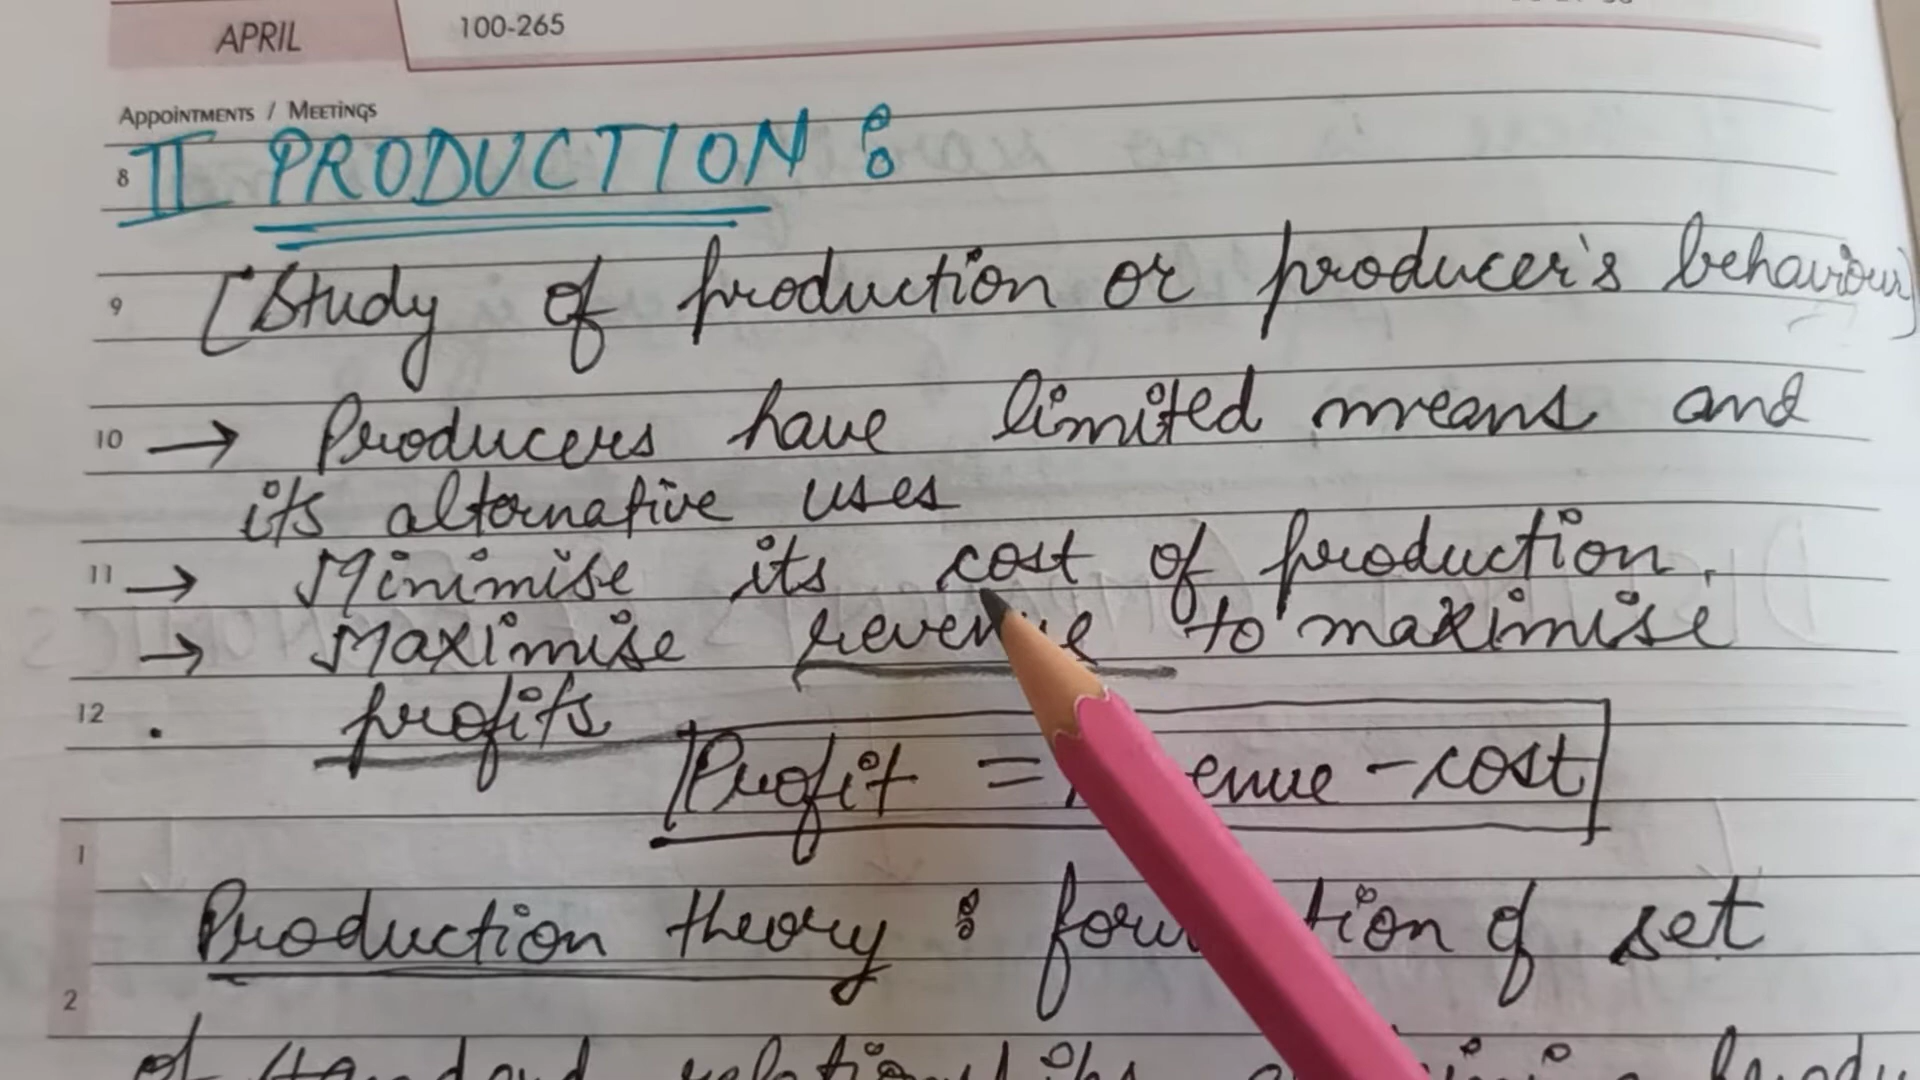 APRIL
100-265
Appointments / Meetings
8 II PRODUCTION :
9 [Study of production or producer's behaviour]
10 → Producers have limited means and
its alternative uses
11 → Minimise its cost of production.
→ Maximise revenue to maximise
12 . profits
Profit = enue - cost
1
Production theory : tion of set
2
of